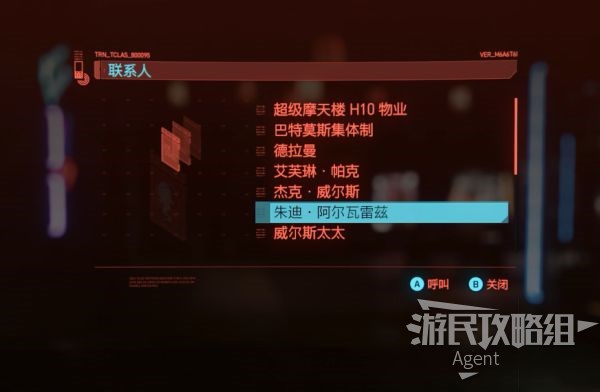 TRN_TCLAS_800095
VER_M6A6T6I
联系人
超级摩天楼 H10 物业
巴特莫斯集体制
德拉曼
艾芙琳·帕克
杰克·威尔斯
朱迪·阿尔瓦雷兹
威尔斯太太
A 呼叫
B 关闭
游民攻略组
Agent